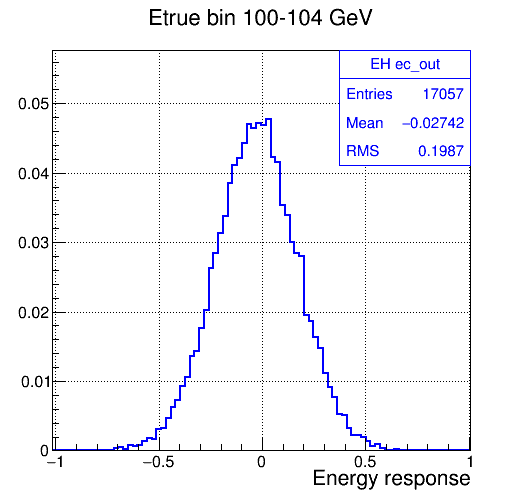 Etrue bin 100-104 GeV
EH ec_out
Entries 17057
Mean −0.02742
RMS 0.1987
0.05
0.04
0.03
0.02
0.01
0
−1 −0.5 0 0.5 1
Energy response